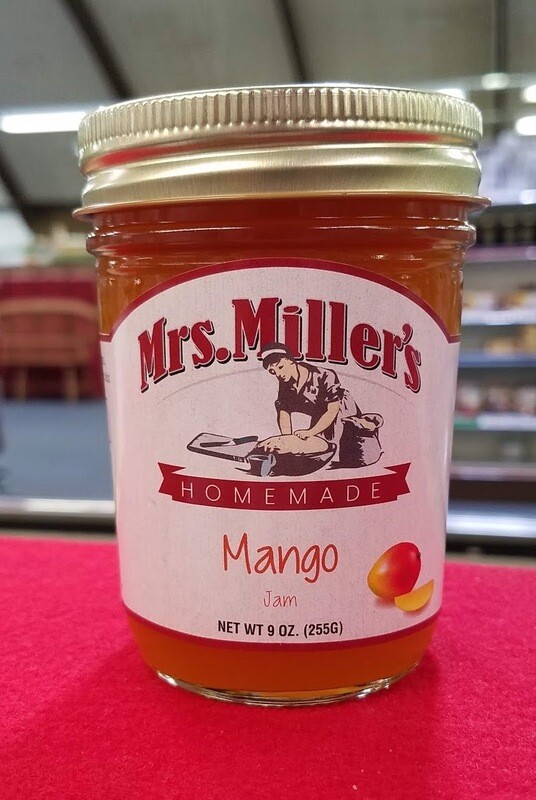 Mrs. Miller's
HOMEMADE
Mango
Jam
NET WT 9 OZ. (255G)